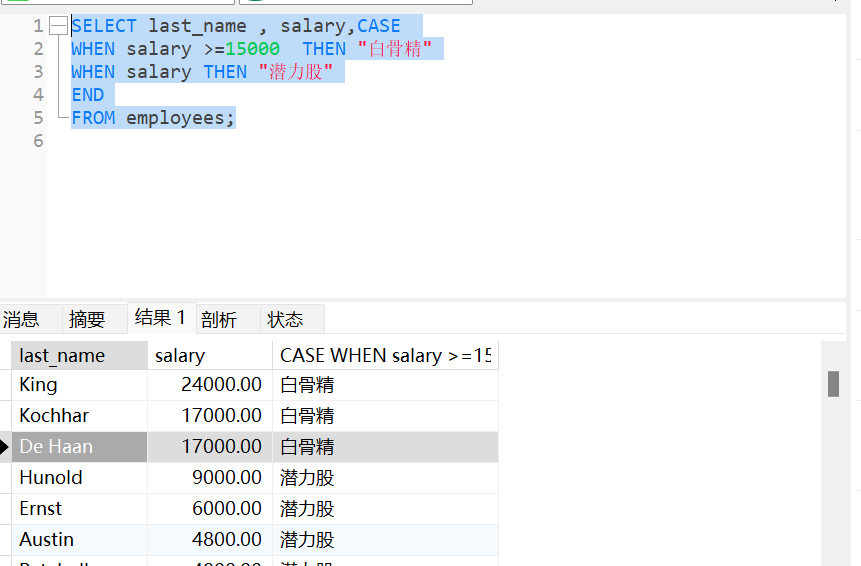 1 SELECT last_name , salary,CASE
2 WHEN salary >=15000  THEN "白骨精"
3 WHEN salary THEN "潜力股"
4 END
5 FROM employees;
6
消息 摘要 结果 1 剖析 状态
last_name salary CASE WHEN salary >=15
King 24000.00 白骨精
Kochhar 17000.00 白骨精
De Haan 17000.00 白骨精
Hunold 9000.00 潜力股
Ernst 6000.00 潜力股
Austin 4800.00 潜力股